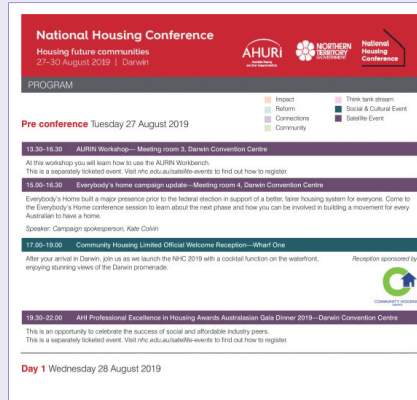 National Housing Conference
Housing future communities
27–30 August 2019 | Darwin
AHURI
NORTHERN
TERRITORY
GOVERNMENT
National
Housing
Conference
PROGRAM
Impact
Reform
Connections
Community
Think tank stream
Social & Cultural Event
Satellite Event
Pre conference Tuesday 27 August 2019
13.30-16.30 AURIN Workshop— Meeting room 3, Darwin Convention Centre
At this workshop you will learn how to use the AURIN Workbench.
This is a separately ticketed event. Visit nhc.edu.au/satellite-events to find out how to register.
15.00-16.30 Everybody's home campaign update—Meeting room 4, Darwin Convention Centre
Everybody's Home built a major presence prior to the federal election in support of a better, fairer housing system for everyone. Come to
the Everybody's Home conference session to learn about the next phase and how you can be involved in building a movement for every
Australian to have a home.
Speaker: Campaign spokesperson, Kate Colvin
17.00-19.00 Community Housing Limited Official Welcome Reception—Wharf One
After your arrival in Darwin, join us as we launch the NHC 2019 with a cocktail function on the waterfront,
enjoying stunning views of the Darwin promenade.
Reception sponsored by
COMMUNITY HOUSING
19.30-22.00 AHI Professional Excellence in Housing Awards Australasian Gala Dinner 2019—Darwin Convention Centre
This is an opportunity to celebrate the success of social and affordable industry peers.
This is a separately ticketed event. Visit nhc.edu.au/satellite-events to find out how to register.
Day 1 Wednesday 28 August 2019